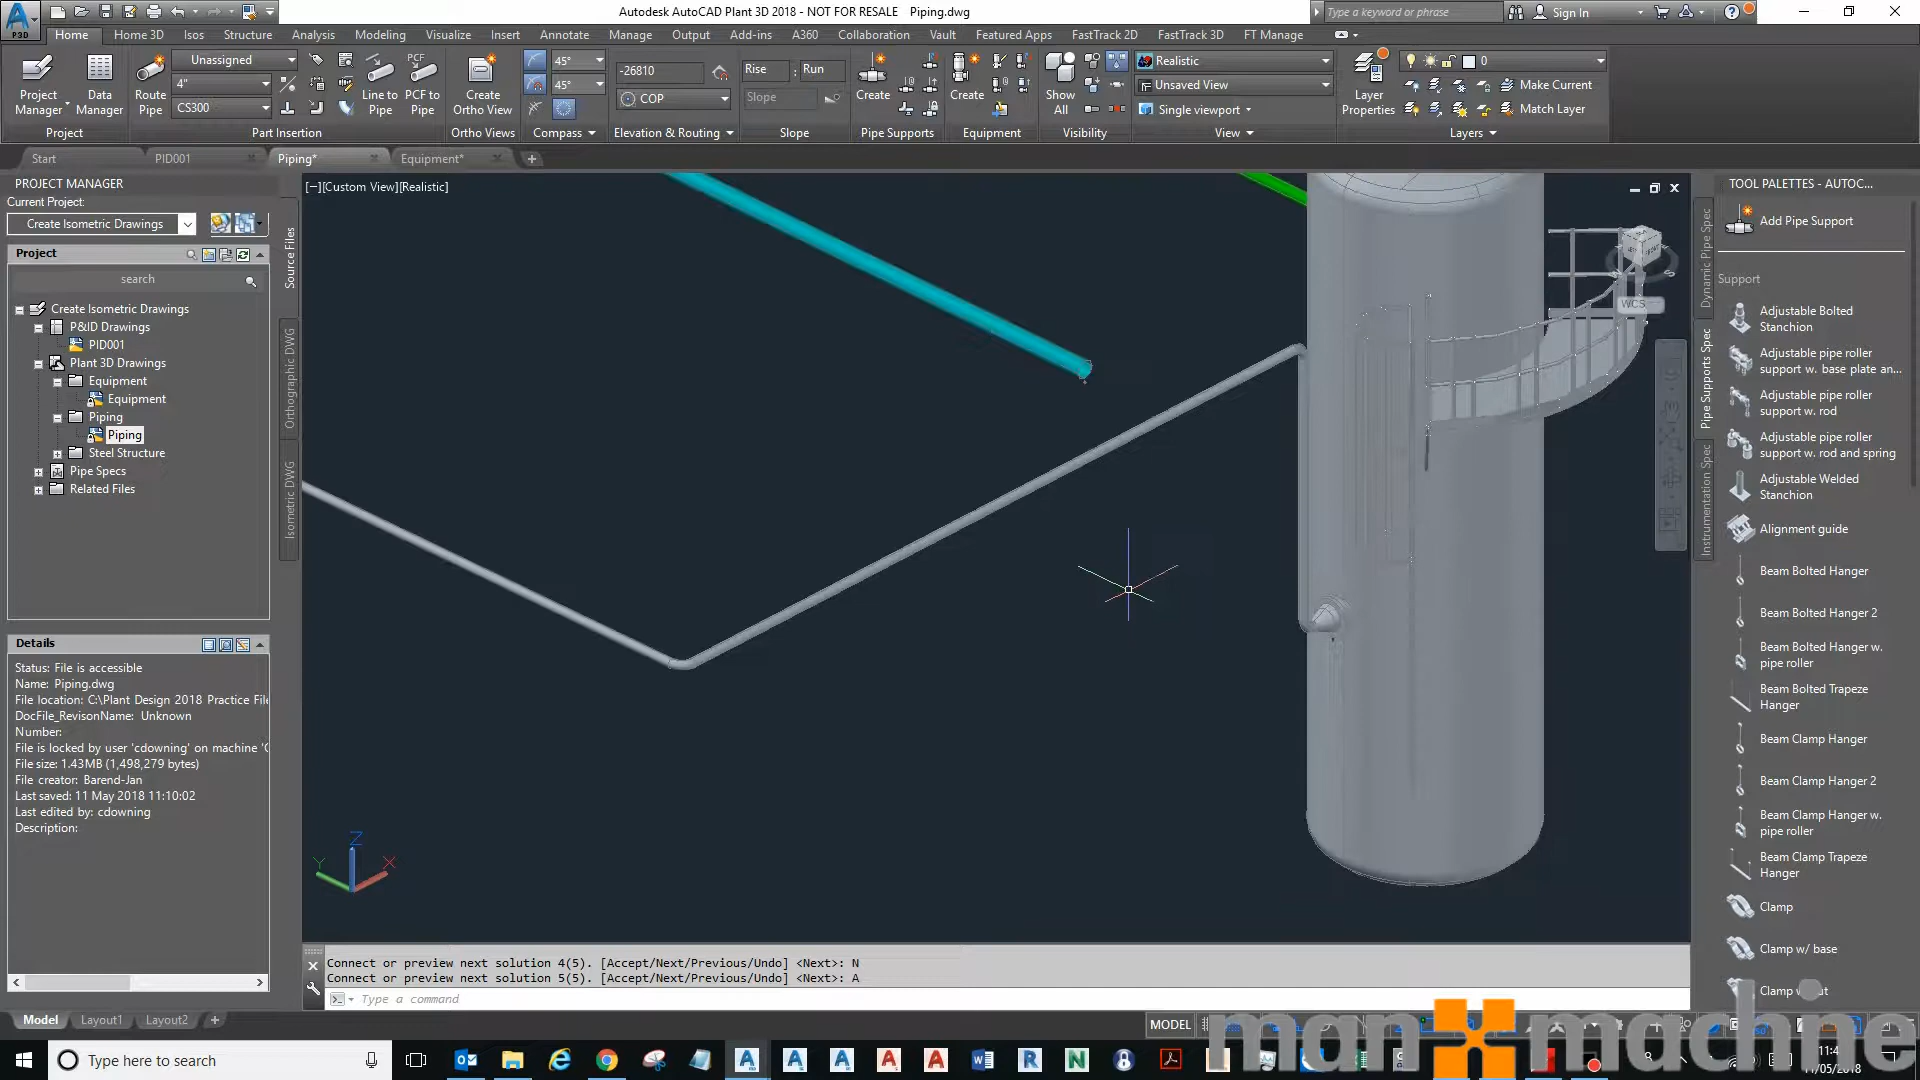 Autodesk AutoCAD Plant 3D 2018 - NOT FOR RESALE Piping.dwg
Type a keyword or phrase
Sign In
P3D
Home Home 3D Isos Structure Analysis Modeling Visualize Insert Annotate Manage Output Add-ins A360 Collaboration Vault Featured Apps FastTrack 2D FastTrack 3D FT Manage
Project Manager
Data Manager
Project
Route Pipe
Unassigned
4"
CS300
Line to Pipe
PCF
PCF to Pipe
Part Insertion
Create Ortho View
Ortho Views
45°
45°
Compass
-26810
COP
Elevation & Routing
Rise : Run
Slope
Slope
Create
Pipe Supports
Create
Equipment
Show All
Visibility
Realistic
Unsaved View
Single viewport
View
Layer Properties
0
Make Current
Match Layer
Layers
Start PID001 Piping* Equipment*
PROJECT MANAGER
Current Project:
Create Isometric Drawings
Project
search
Create Isometric Drawings
P&ID Drawings
PID001
Plant 3D Drawings
Equipment
Equipment
Piping
Piping
Steel Structure
Pipe Specs
Related Files
Source Files
Orthographic DWG
Isometric DWG
Details
Status: File is accessible
Name: Piping.dwg
File location: C:\Plant Design 2018 Practice File
DocFile_RevisonName: Unknown
Number:
File is locked by user 'cdowning' on machine '
File size: 1.43MB (1,498,279 bytes)
File creator: Barend-Jan
Last saved: 11 May 2018 11:10:02
Last edited by: cdowning
Description:
[−][Custom View][Realistic]
WCS
Z
Y
X
Connect or preview next solution 4(5). [Accept/Next/Previous/Undo] <Next>: N
Connect or preview next solution 5(5). [Accept/Next/Previous/Undo] <Next>: A
Type a command
Model Layout1 Layout2
MODEL
TOOL PALETTES - AUTOC...
Dynamic Pipe Spec
Pipe Supports Spec
Instrumentation Spec
Add Pipe Support
Support
Adjustable Bolted Stanchion
Adjustable pipe roller support w. base plate an...
Adjustable pipe roller support w. rod
Adjustable pipe roller support w. rod and spring
Adjustable Welded Stanchion
Alignment guide
Beam Bolted Hanger
Beam Bolted Hanger 2
Beam Bolted Hanger w. pipe roller
Beam Bolted Trapeze Hanger
Beam Clamp Hanger
Beam Clamp Hanger 2
Beam Clamp Hanger w. pipe roller
Beam Clamp Trapeze Hanger
Clamp
Clamp w/ base
Clamp
man machine
Type here to search
11/05/2018